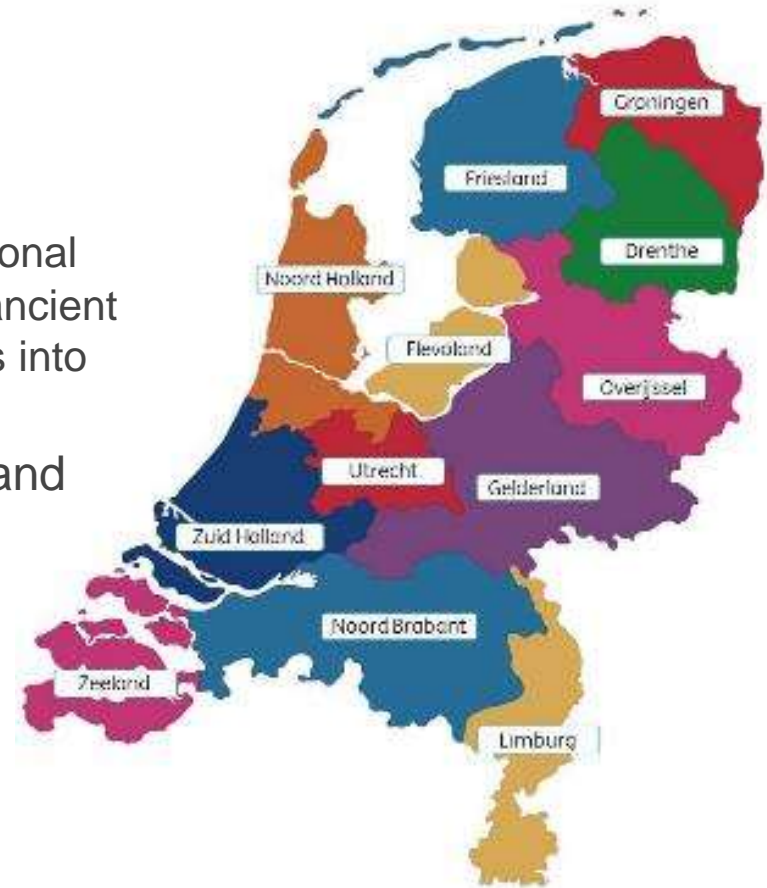 onal
ancient
s into
and
Groningen
Friesland
Drenthe
Noord Holland
Flevoland
Overijssel
Utrecht
Gelderland
Zuid Holland
Noord Brabant
Zeeland
Limburg